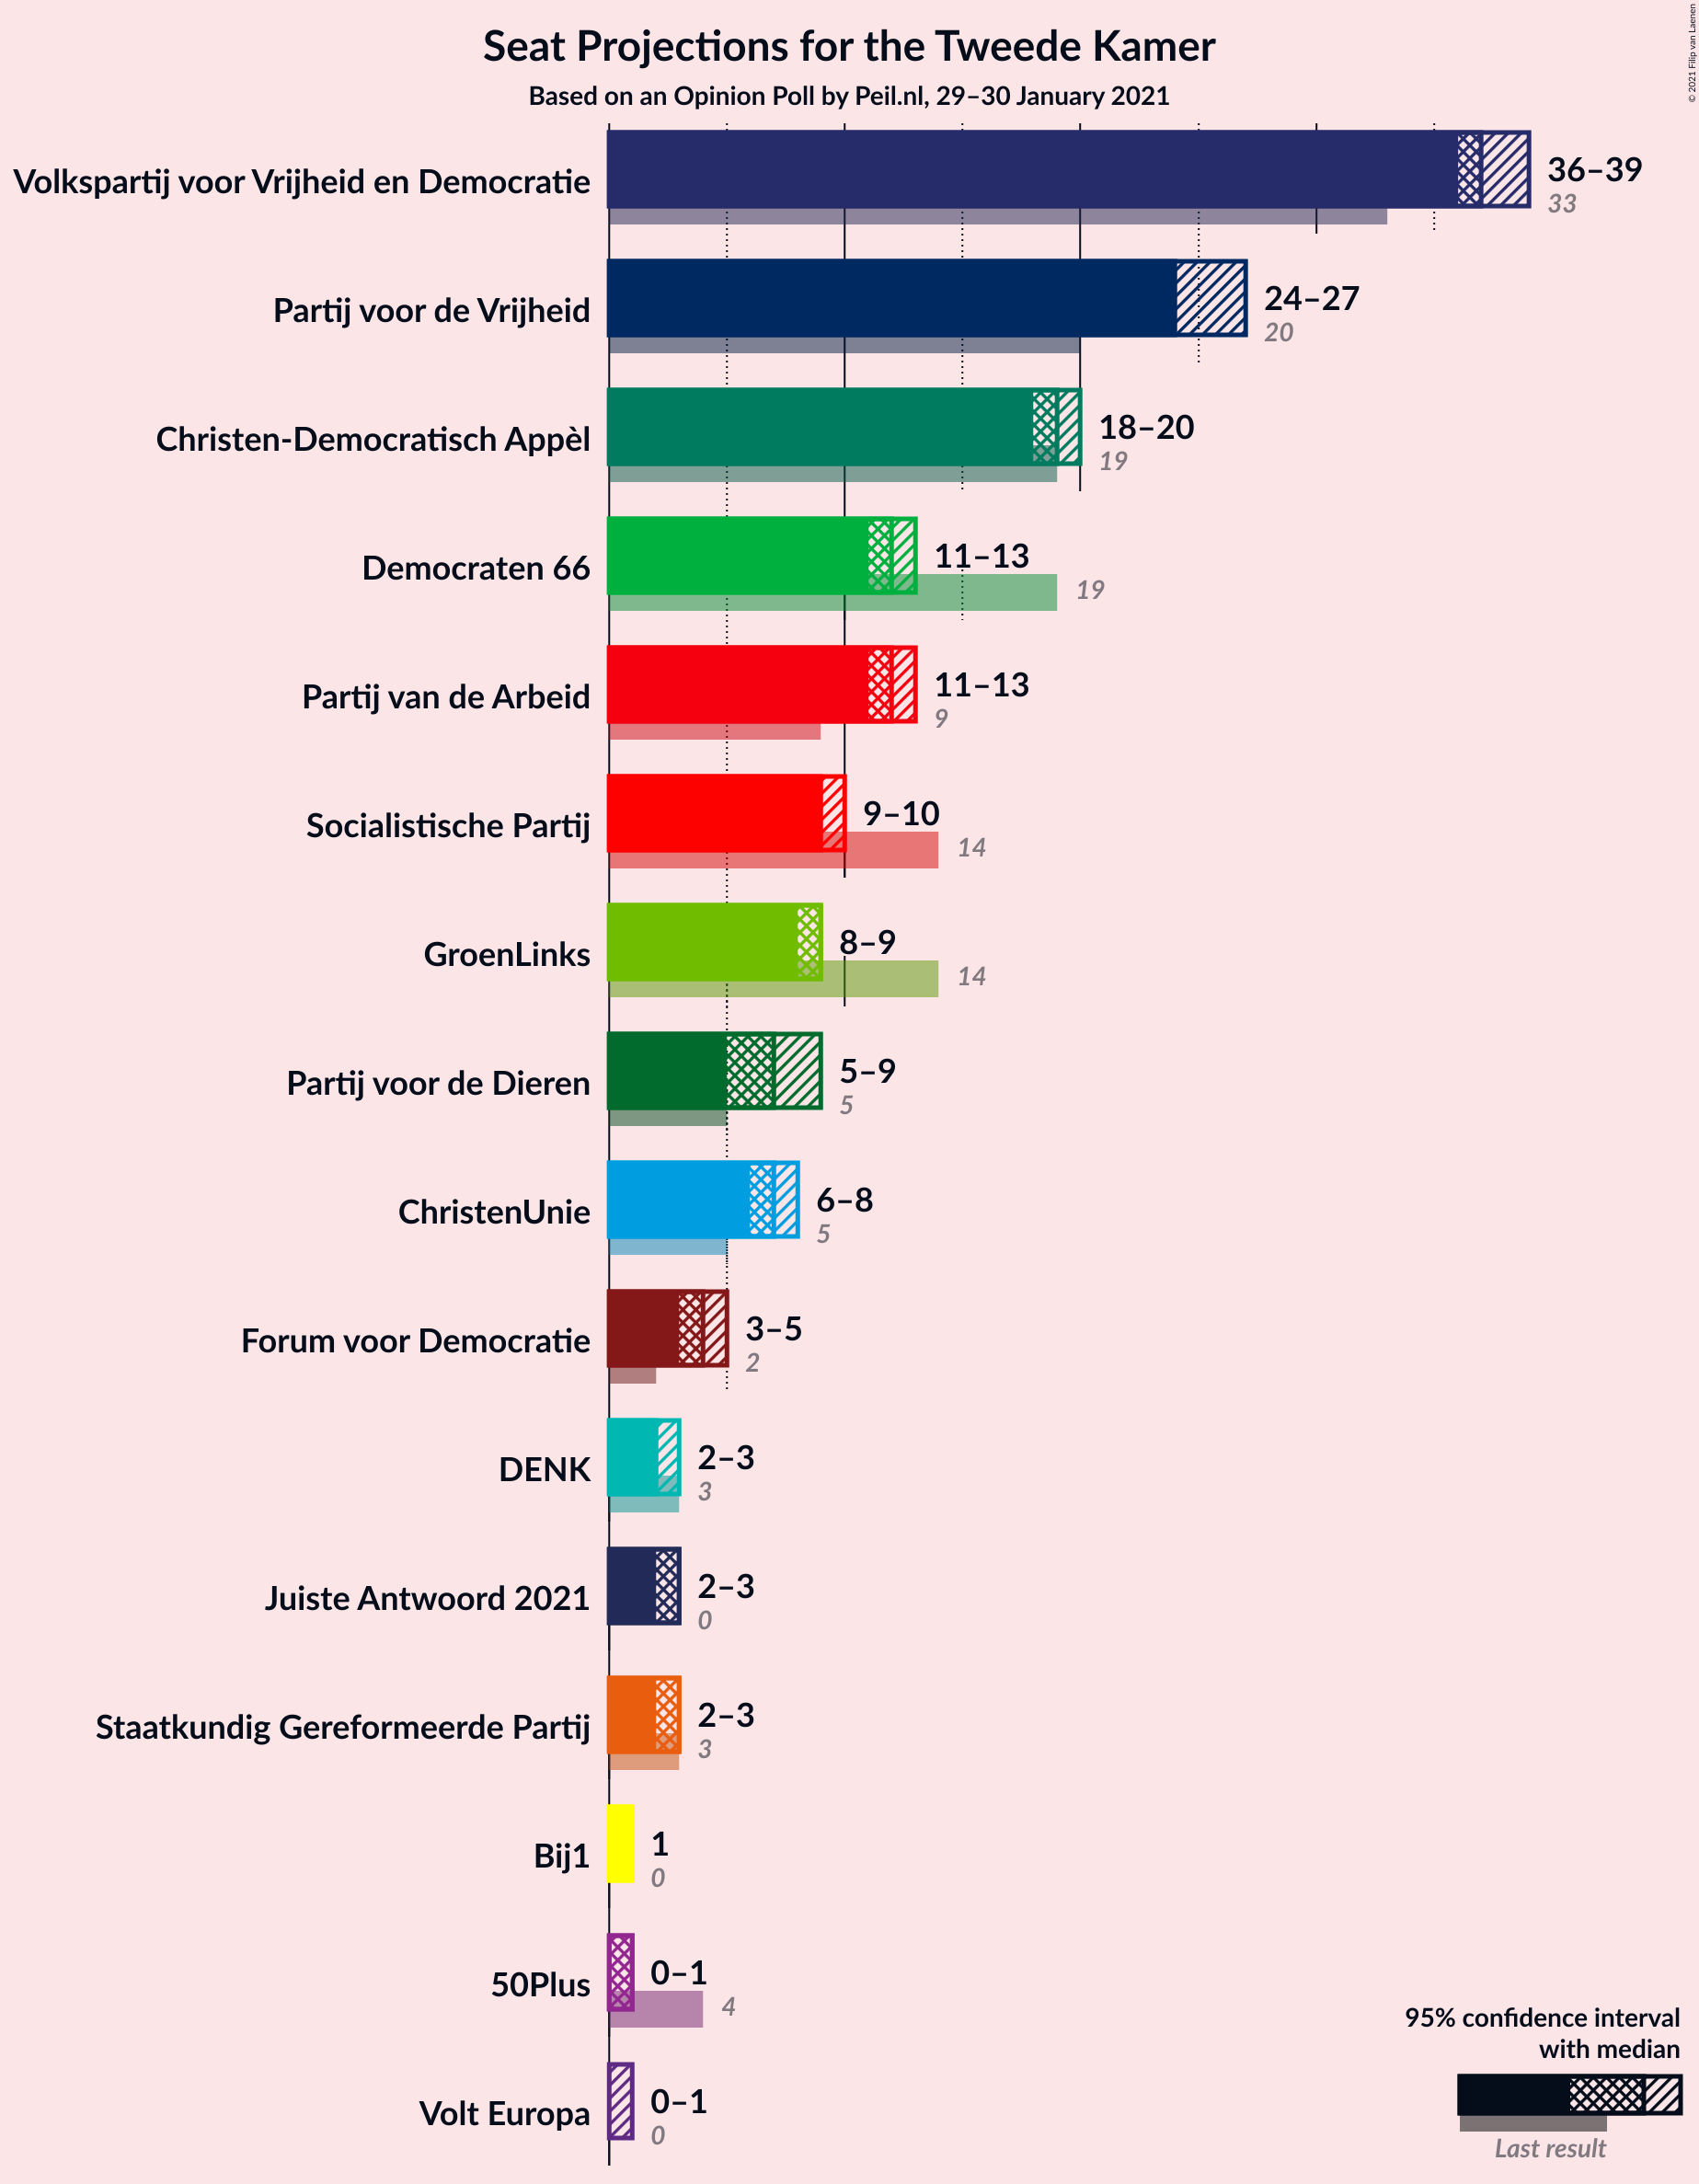 Seat Projections for the Tweede Kamer
Based on an Opinion Poll by Peil.nl, 29–30 January 2021
© 2021 Filip van Laenen
Volkspartij voor Vrijheid en Democratie
36–39
33
Partij voor de Vrijheid
24–27
20
Christen-Democratisch Appèl
18–20
19
Democraten 66
11–13
19
Partij van de Arbeid
11–13
9
Socialistische Partij
9–10
14
GroenLinks
8–9
14
Partij voor de Dieren
5–9
5
ChristenUnie
6–8
5
Forum voor Democratie
3–5
2
DENK
2–3
3
Juiste Antwoord 2021
2–3
0
Staatkundig Gereformeerde Partij
2–3
3
Bij1
1
0
50Plus
0–1
4
Volt Europa
0–1
0
95% confidence interval
with median
Last result